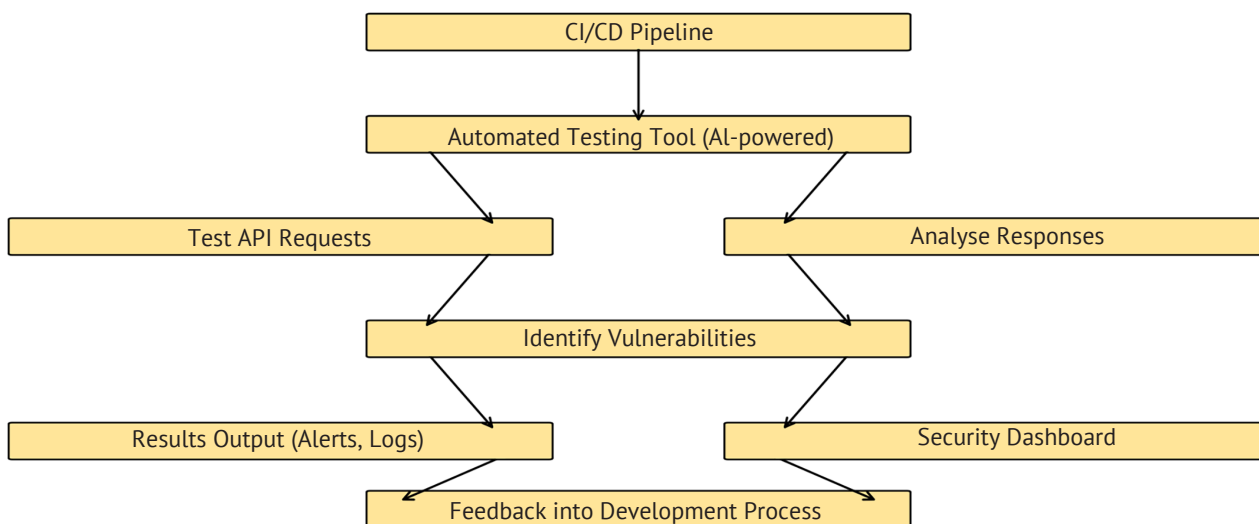 CI/CD Pipeline
Automated Testing Tool (Al-powered)
Test API Requests
Analyse Responses
Identify Vulnerabilities
Results Output (Alerts, Logs)
Security Dashboard
Feedback into Development Process